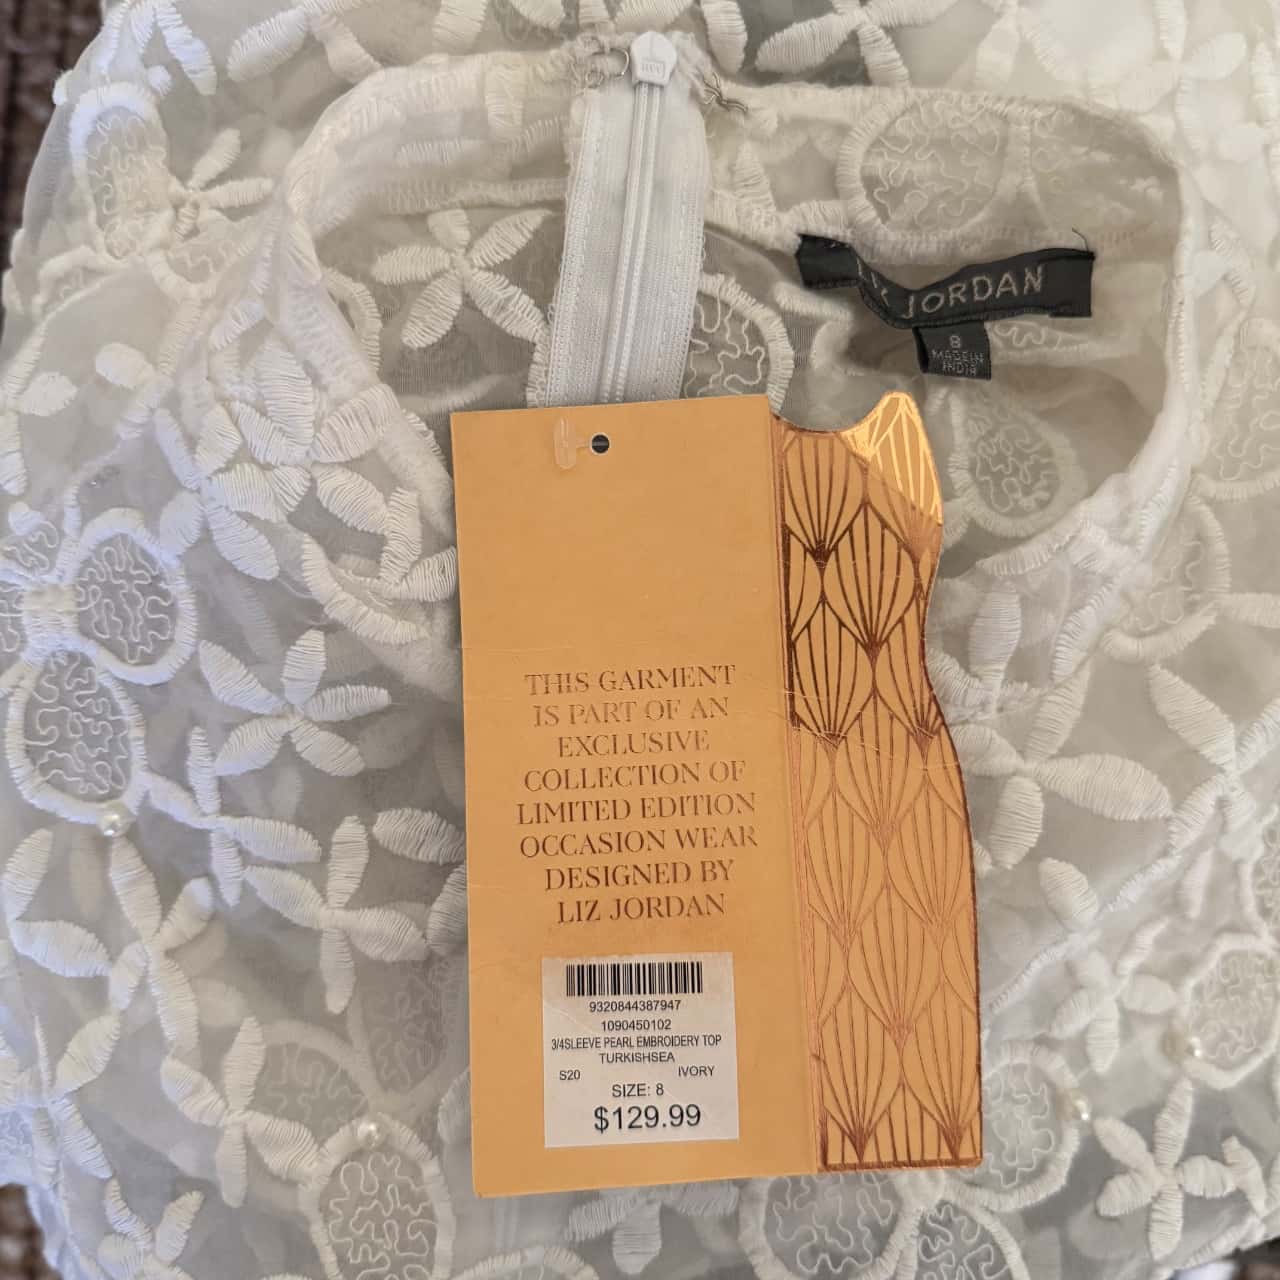 LIZ JORDAN
8
MADE IN
INDIA
THIS GARMENT
IS PART OF AN
EXCLUSIVE
COLLECTION OF
LIMITED EDITION
OCCASION WEAR
DESIGNED BY
LIZ JORDAN
9320844387947
1090450102
3/4SLEEVE PEARL EMBROIDERY TOP
TURKISHSEA
S20 IVORY
SIZE: 8
$129.99